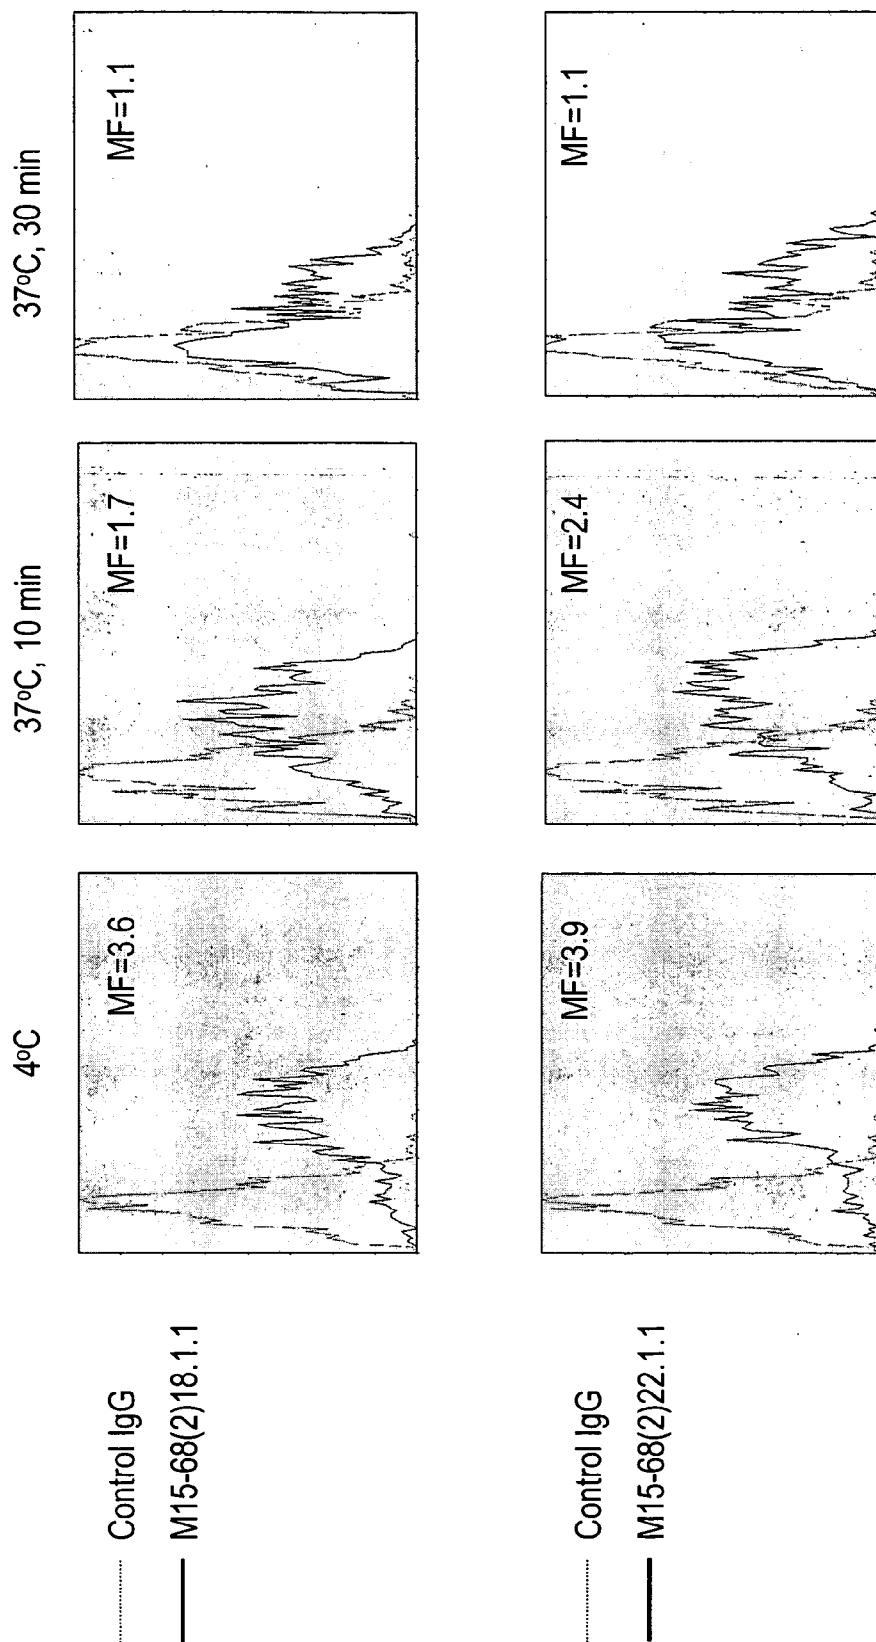 4ºC
37ºC, 10 min
37ºC, 30 min
Control IgG
M15-68(2)18.1.1
MF=3.6
MF=1.7
MF=1.1
Control IgG
M15-68(2)22.1.1
MF=3.9
MF=2.4
MF=1.1